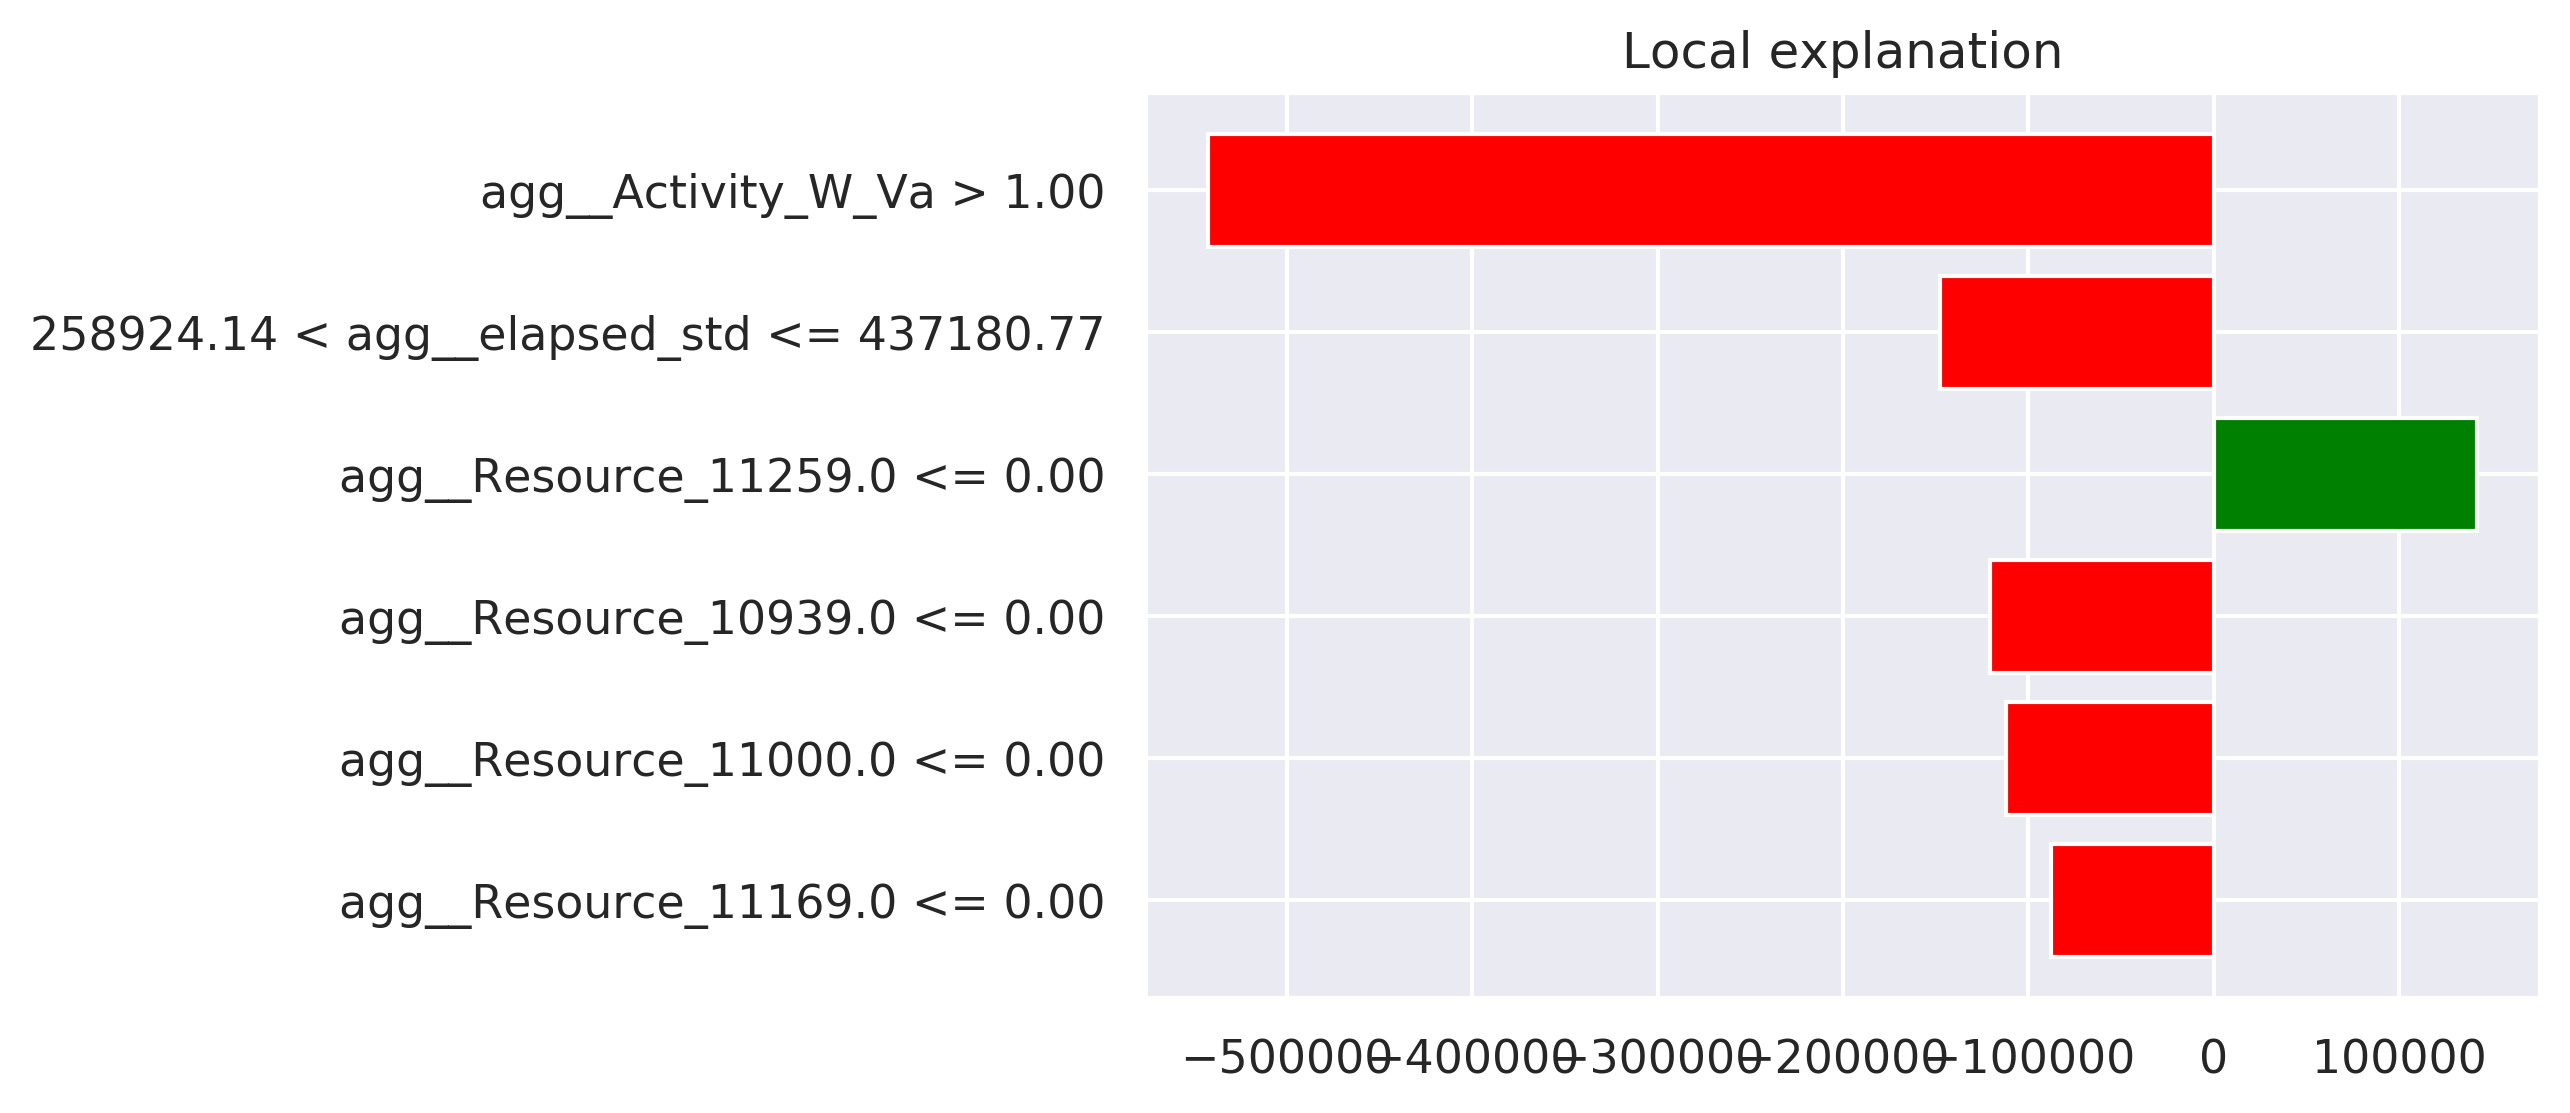 Local explanation
agg__Activity_W_Va > 1.00
258924.14 < agg__elapsed_std <= 437180.77
agg__Resource_11259.0 <= 0.00
agg__Resource_10939.0 <= 0.00
agg__Resource_11000.0 <= 0.00
agg__Resource_11169.0 <= 0.00
−500000 −400000 −300000 −200000 −100000 0 100000